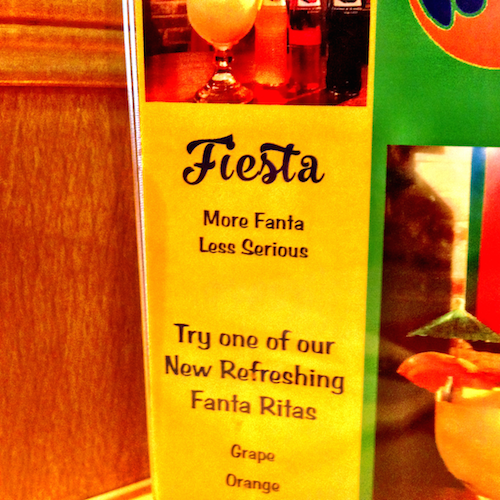 Fiesta
More Fanta
Less Serious
Try one of our
New Refreshing
Fanta Ritas
Grape
Orange